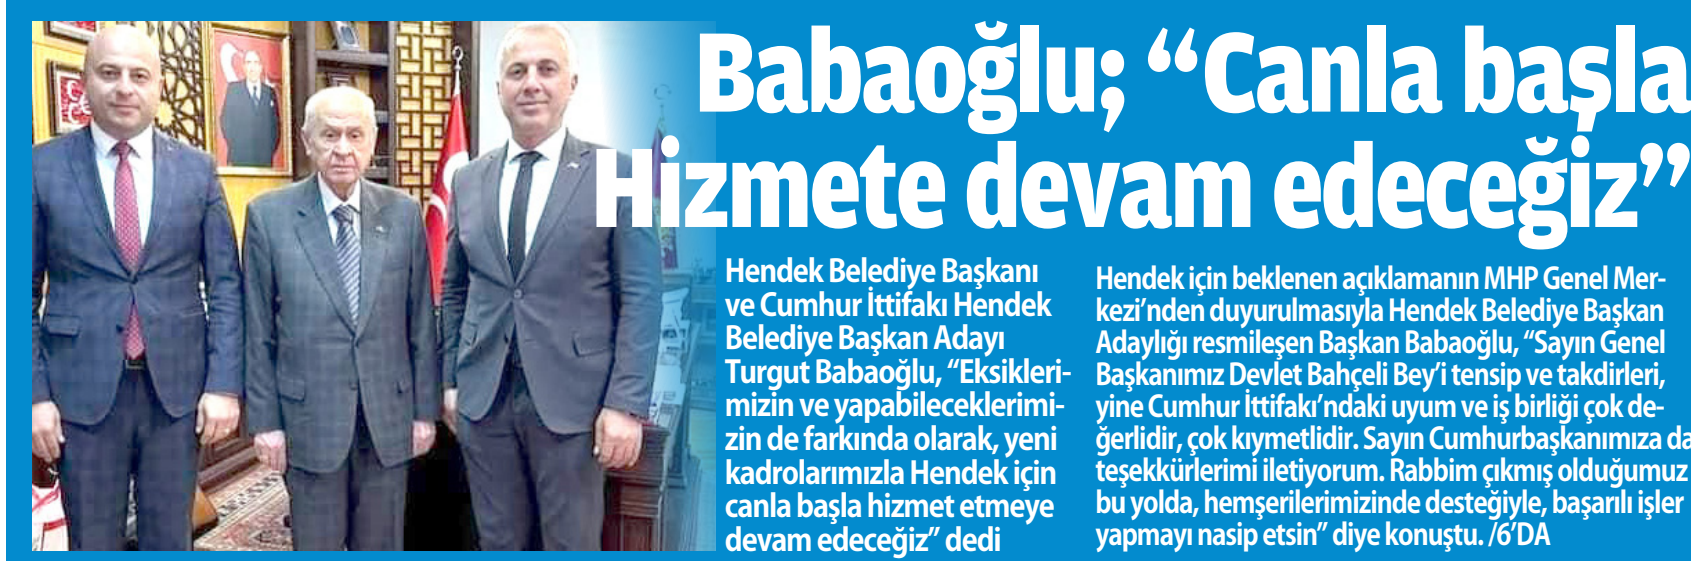 Babaoğlu; “Canla başla
Hizmete devam edeceğiz”
Hendek Belediye Başkanı
ve Cumhur İttifakı Hendek
Belediye Başkan Adayı
Turgut Babaoğlu, “Eksikleri-
mizin ve yapabileceklerimi-
zin de farkında olarak, yeni
kadrolarımızla Hendek için
canla başla hizmet etmeye
devam edeceğiz” dedi
Hendek için beklenen açıklamanın MHP Genel Mer-
kezi’nden duyurulmasıyla Hendek Belediye Başkan
Adaylığı resmileşen Başkan Babaoğlu, “Sayın Genel
Başkanımız Devlet Bahçeli Bey’i tensip ve takdirleri,
yine Cumhur İttifakı’ndaki uyum ve iş birliği çok de-
ğerlidir, çok kıymetlidir. Sayın Cumhurbaşkanımıza da
teşekkürlerimi iletiyorum. Rabbim çıkmış olduğumuz
bu yolda, hemşerilerimizinde desteğiyle, başarılı işler
yapmayı nasip etsin” diye konuştu. /6’DA